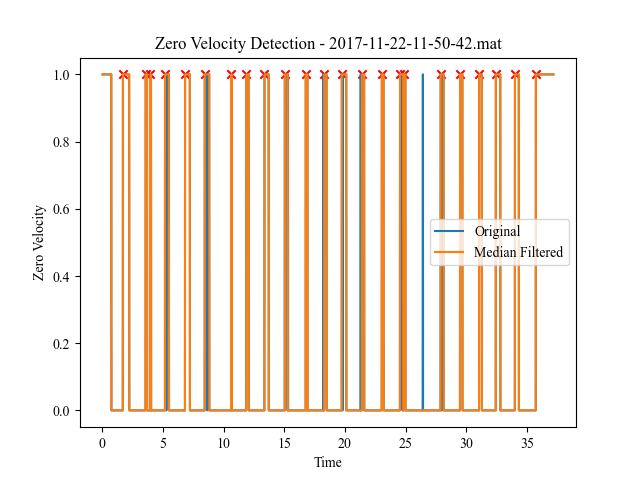 Zero Velocity Detection - 2017-11-22-11-50-42.mat
1.0
0.8
0.6
0.4
0.2
0.0
Zero Velocity
Original
Median Filtered
0 5 10 15 20 25 30 35
Time